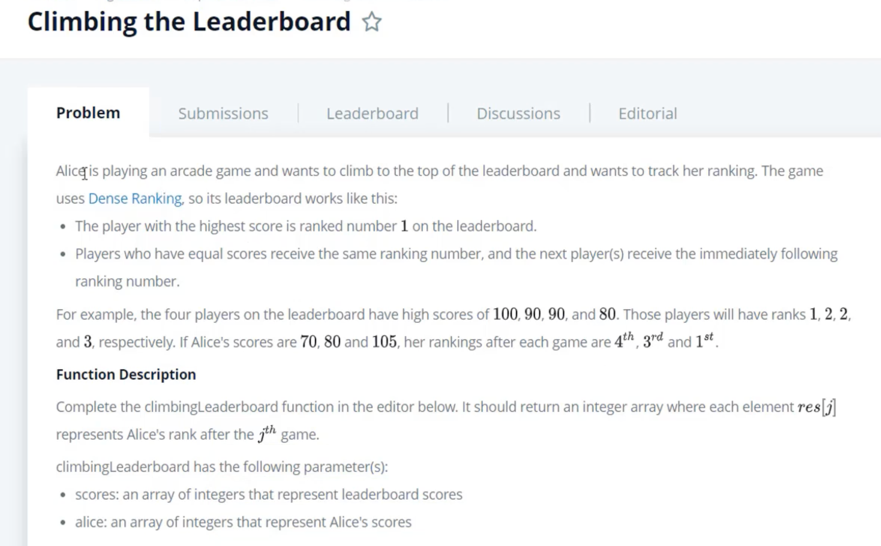 Climbing the Leaderboard
Problem
Submissions
Leaderboard
Discussions
Editorial
Alice is playing an arcade game and wants to climb to the top of the leaderboard and wants to track her ranking. The game
uses Dense Ranking, so its leaderboard works like this:
• The player with the highest score is ranked number 1 on the leaderboard.
• Players who have equal scores receive the same ranking number, and the next player(s) receive the immediately following
ranking number.
For example, the four players on the leaderboard have high scores of 100, 90, 90, and 80. Those players will have ranks 1, 2, 2,
and 3, respectively. If Alice's scores are 70, 80 and 105, her rankings after each game are 4th, 3rd and 1st.
Function Description
Complete the climbingLeaderboard function in the editor below. It should return an integer array where each element res[j]
represents Alice's rank after the jth game.
climbingLeaderboard has the following parameter(s):
• scores: an array of integers that represent leaderboard scores
• alice: an array of integers that represent Alice's scores